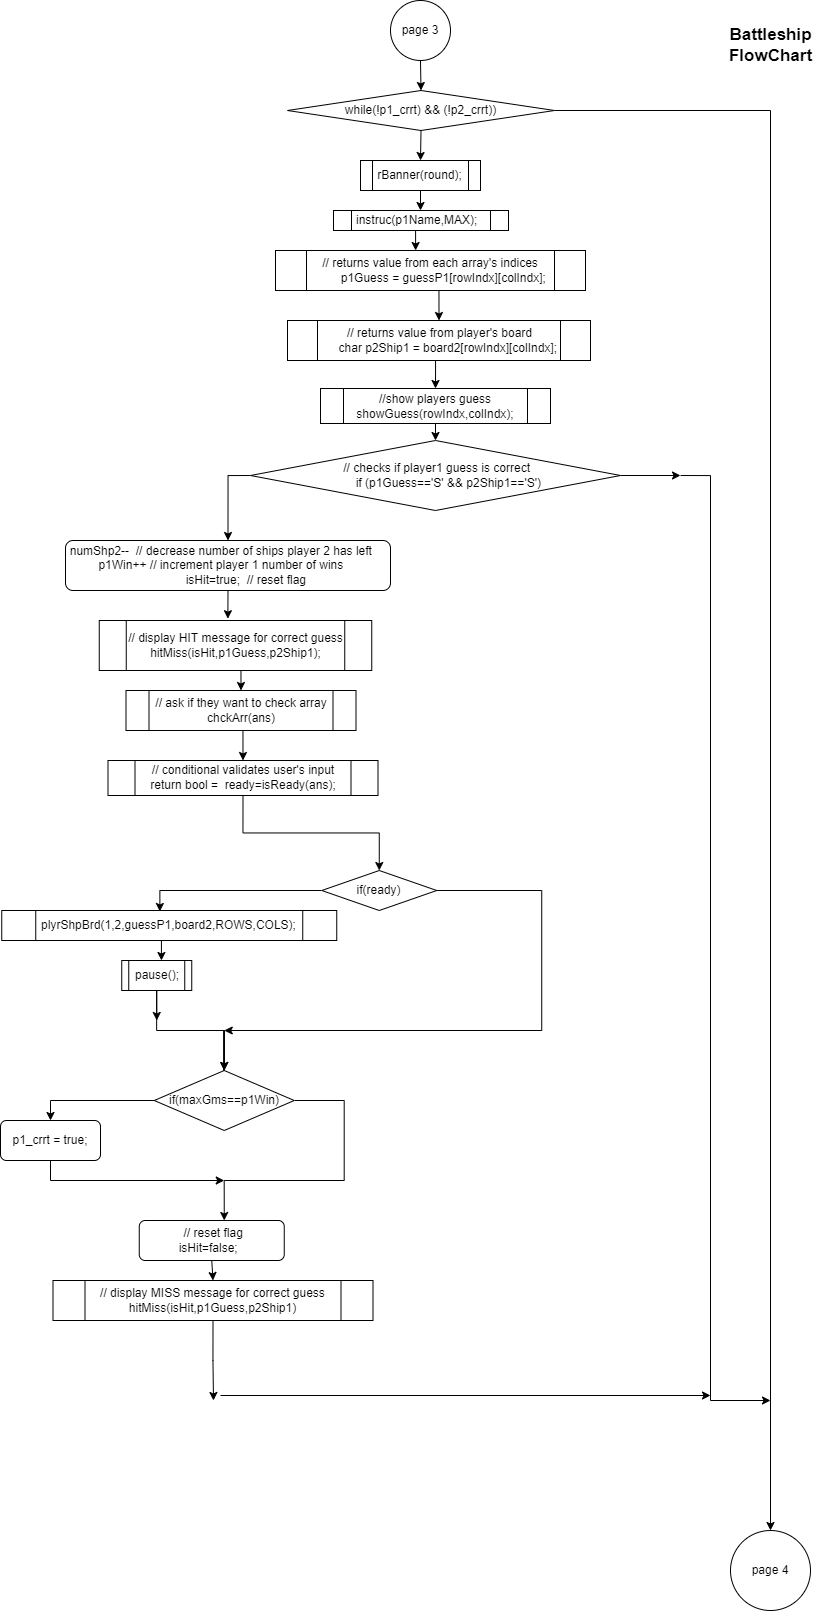 page 3
Battleship
FlowChart
while(!p1_crrt) && (!p2_crrt))
rBanner(round);
instruc(p1Name,MAX);
// returns value from each array's indices
p1Guess = guessP1[rowIndx][colIndx];
// returns value from player's board
char p2Ship1 = board2[rowIndx][colIndx];
//show players guess
showGuess(rowIndx,colIndx);
// checks if player1 guess is correct
if (p1Guess=='S' && p2Ship1=='S')
numShp2-- // decrease number of ships player 2 has left
p1Win++ // increment player 1 number of wins
isHit=true; // reset flag
// display HIT message for correct guess
hitMiss(isHit,p1Guess,p2Ship1);
// ask if they want to check array
chckArr(ans)
// conditional validates user's input
return bool = ready=isReady(ans);
if(ready)
plyrShpBrd(1,2,guessP1,board2,ROWS,COLS);
pause();
if(maxGms==p1Win)
p1_crrt = true;
// reset flag
isHit=false;
// display MISS message for correct guess
hitMiss(isHit,p1Guess,p2Ship1)
page 4